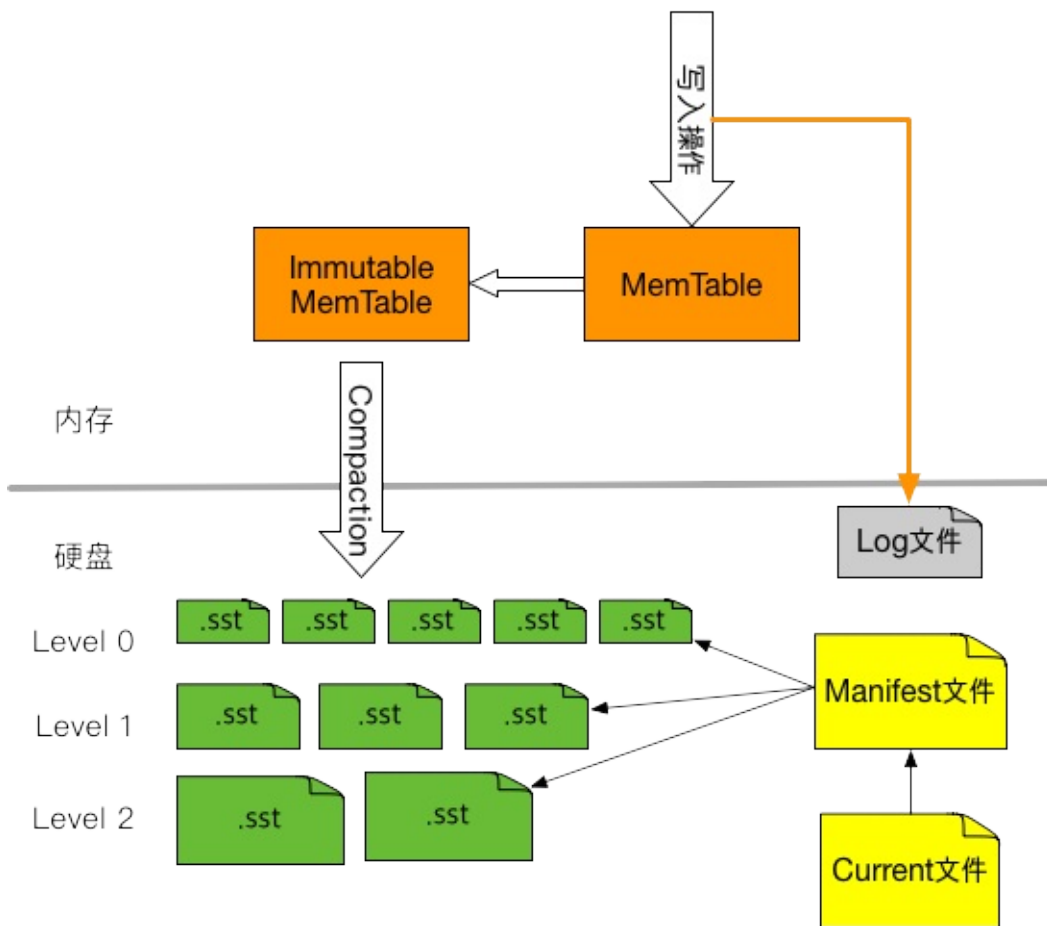 写入操作
Immutable
MemTable
MemTable
Compaction
内存
硬盘
Log文件
Level 0
.sst
.sst
.sst
.sst
.sst
Manifest文件
Level 1
.sst
.sst
.sst
Level 2
.sst
.sst
Current文件